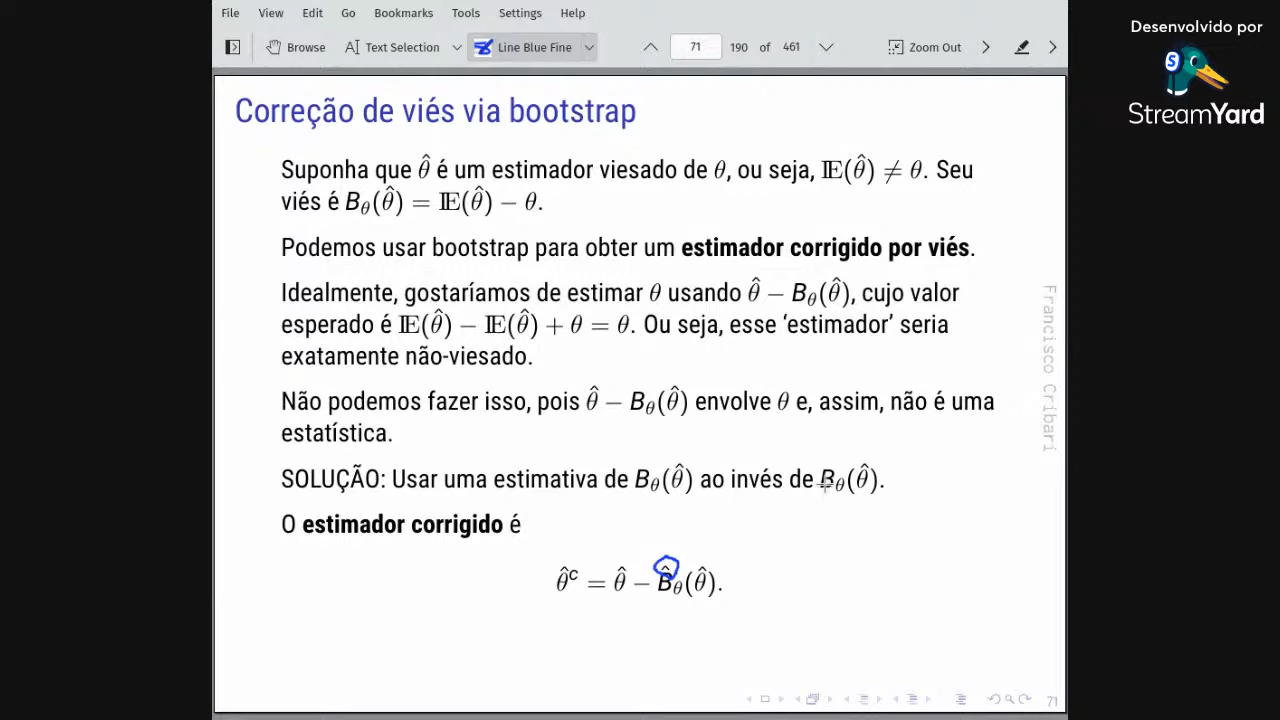 File View Edit Go Bookmarks Tools Settings Help
Browse Text Selection Line Blue Fine 71 190 of 461 Zoom Out
Desenvolvido por
S
StreamYard
Correção de viés via bootstrap
Suponha que θ̂ é um estimador viesado de θ, ou seja, 𝔼(θ̂) ≠ θ. Seu
viés é B_θ(θ̂) = 𝔼(θ̂) − θ.
Podemos usar bootstrap para obter um estimador corrigido por viés.
Idealmente, gostaríamos de estimar θ usando θ̂ − B_θ(θ̂), cujo valor
esperado é 𝔼(θ̂) − 𝔼(θ̂) + θ = θ. Ou seja, esse ‘estimador’ seria
exatamente não-viesado.
Não podemos fazer isso, pois θ̂ − B_θ(θ̂) envolve θ e, assim, não é uma
estatística.
SOLUÇÃO: Usar uma estimativa de B_θ(θ̂) ao invés de B_θ(θ̂).
O estimador corrigido é
θ̂^c = θ̂ − B̂_θ(θ̂).
Francisco Cribari
71